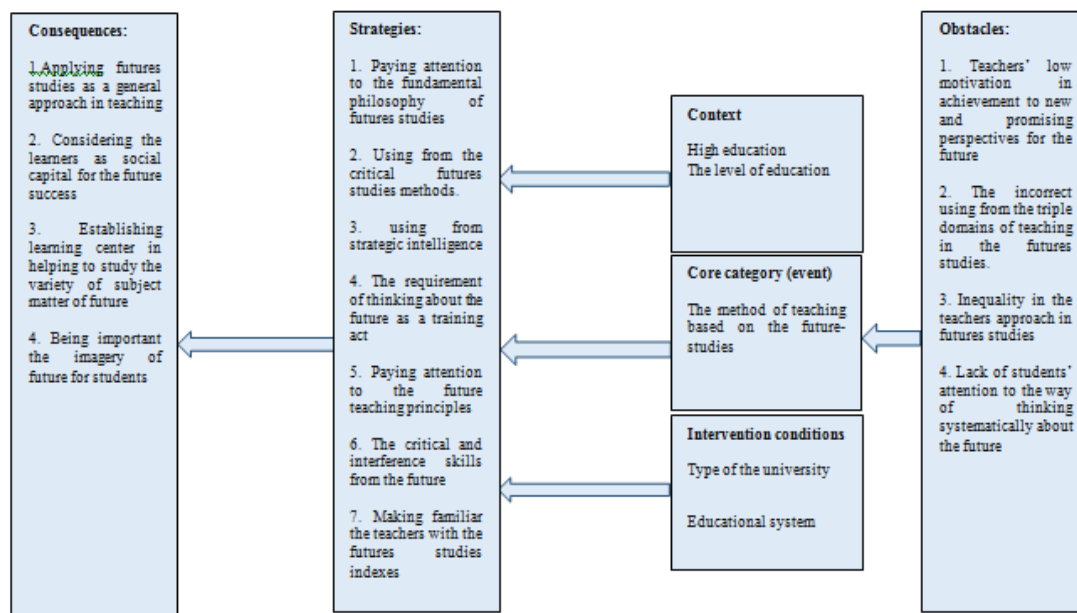 Consequences:
1.Applying futures
studies as a general
approach in teaching
2. Considering the
learners as social
capital for the future
success
3. Establishing
learning center in
helping to study the
variety of subject
matter of future
4. Being important
the imagery of
future for students
Strategies:
1. Paying attention
to the fundamental
philosophy of
futures studies
2. Using from the
critical futures
studies methods.
3. using from
strategic intelligence
4. The requirement
of thinking about the
future as a training
act
5. Paying attention
to the future
teaching principles
6. The critical and
interference skills
from the future
7. Making familiar
the teachers with the
futures studies
indexes
Context
High education
The level of education
Core category (event)
The method of teaching
based on the future-
studies
Intervention conditions
Type of the university
Educational system
Obstacles:
1. Teachers’ low
motivation in
achievement to new
and promising
perspectives for the
future
2. The incorrect
using from the triple
domains of teaching
in the futures
studies.
3. Inequality in the
teachers approach in
futures studies
4. Lack of students’
attention to the way
of thinking
systematically about
the future